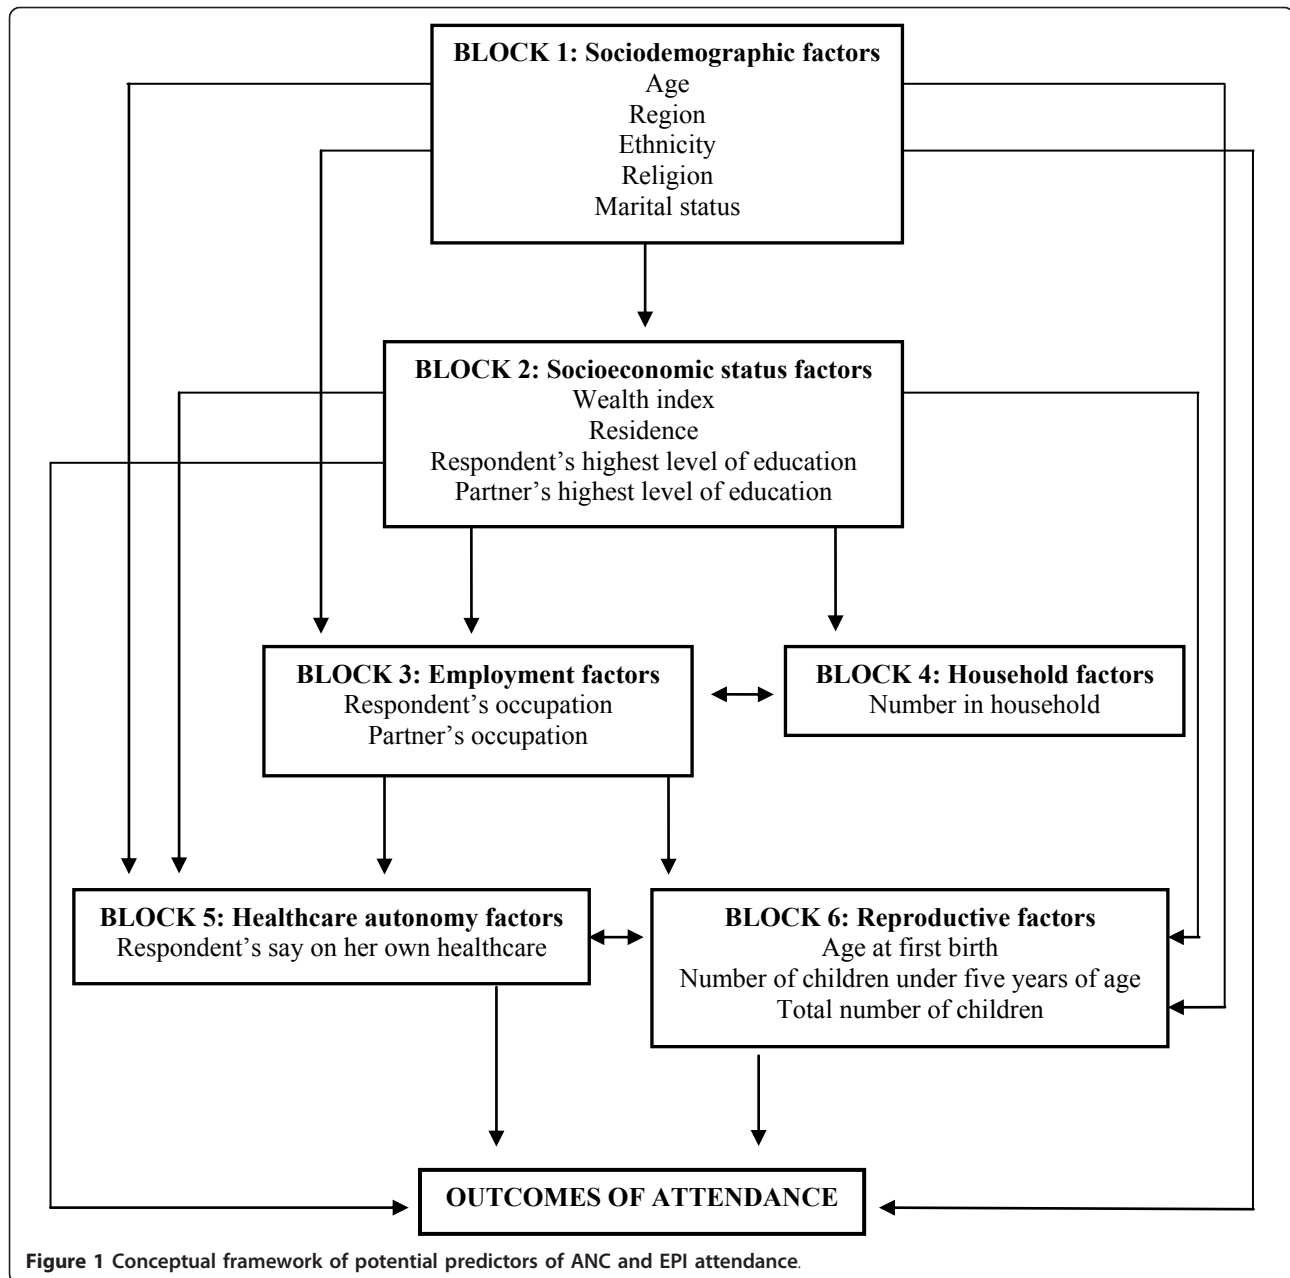 BLOCK 1: Sociodemographic factors
Age
Region
Ethnicity
Religion
Marital status
BLOCK 2: Socioeconomic status factors
Wealth index
Residence
Respondent’s highest level of education
Partner’s highest level of education
BLOCK 3: Employment factors
Respondent’s occupation
Partner’s occupation
BLOCK 4: Household factors
Number in household
BLOCK 5: Healthcare autonomy factors
Respondent’s say on her own healthcare
BLOCK 6: Reproductive factors
Age at first birth
Number of children under five years of age
Total number of children
OUTCOMES OF ATTENDANCE
Figure 1 Conceptual framework of potential predictors of ANC and EPI attendance.